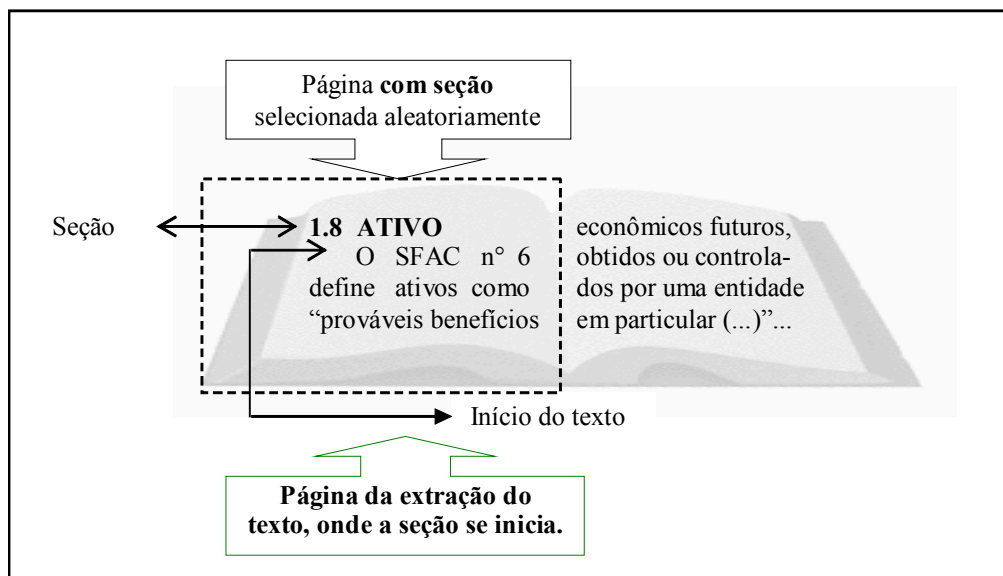 Página com seção
selecionada aleatoriamente
Seção
1.8 ATIVO
O SFAC n° 6
define ativos como
“prováveis benefícios
econômicos futuros,
obtidos ou controla-
dos por uma entidade
em particular (...)”...
Início do texto
Página da extração do
texto, onde a seção se inicia.